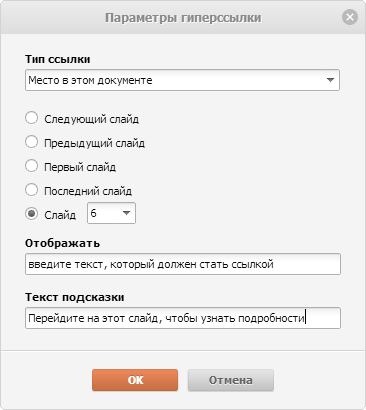 Параметры гиперссылки
Тип ссылки
Место в этом документе
Следующий слайд
Предыдущий слайд
Первый слайд
Последний слайд
Слайд 6
Отображать
введите текст, который должен стать ссылкой
Текст подсказки
Перейдите на этот слайд, чтобы узнать подробности
OK Отмена